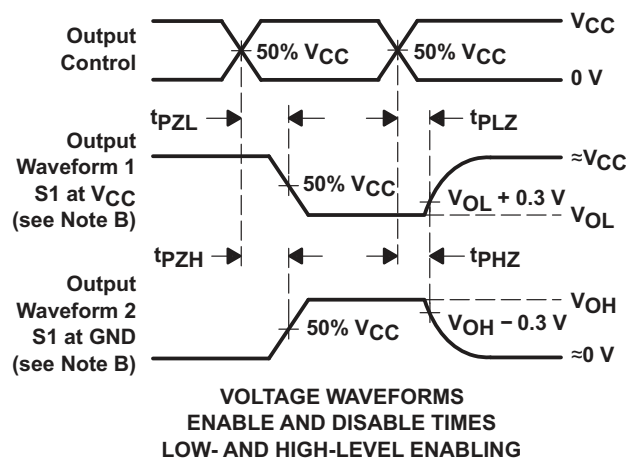 Output
Control
50% VCC
50% VCC
VCC
0 V
tPZL
tPLZ
Output
Waveform 1
S1 at VCC
(see Note B)
50% VCC
≈VCC
VOL + 0.3 V
VOL
tPZH
tPHZ
Output
Waveform 2
S1 at GND
(see Note B)
50% VCC
VOH
VOH − 0.3 V
≈0 V
VOLTAGE WAVEFORMS
ENABLE AND DISABLE TIMES
LOW- AND HIGH-LEVEL ENABLING